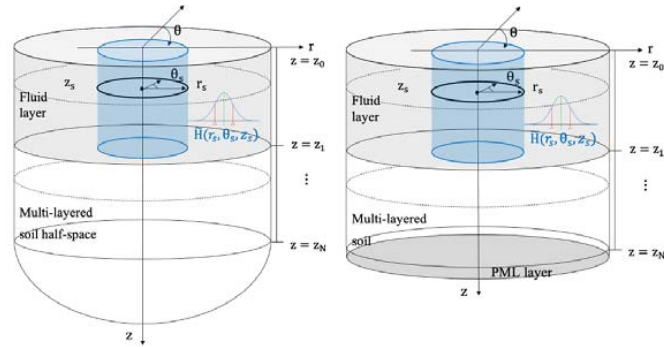 θ
r
z = z₀
z_s
θ_s
r_s
Fluid
layer
H(r_s, θ_s, z_s)
z = z₁
⋮
Multi-layered
soil half-space
z = z_N
z
θ
r
z = z₀
z_s
θ_s
r_s
Fluid
layer
H(r_s, θ_s, z_s)
z = z₁
⋮
Multi-layered
soil
z = z_N
PML layer
z